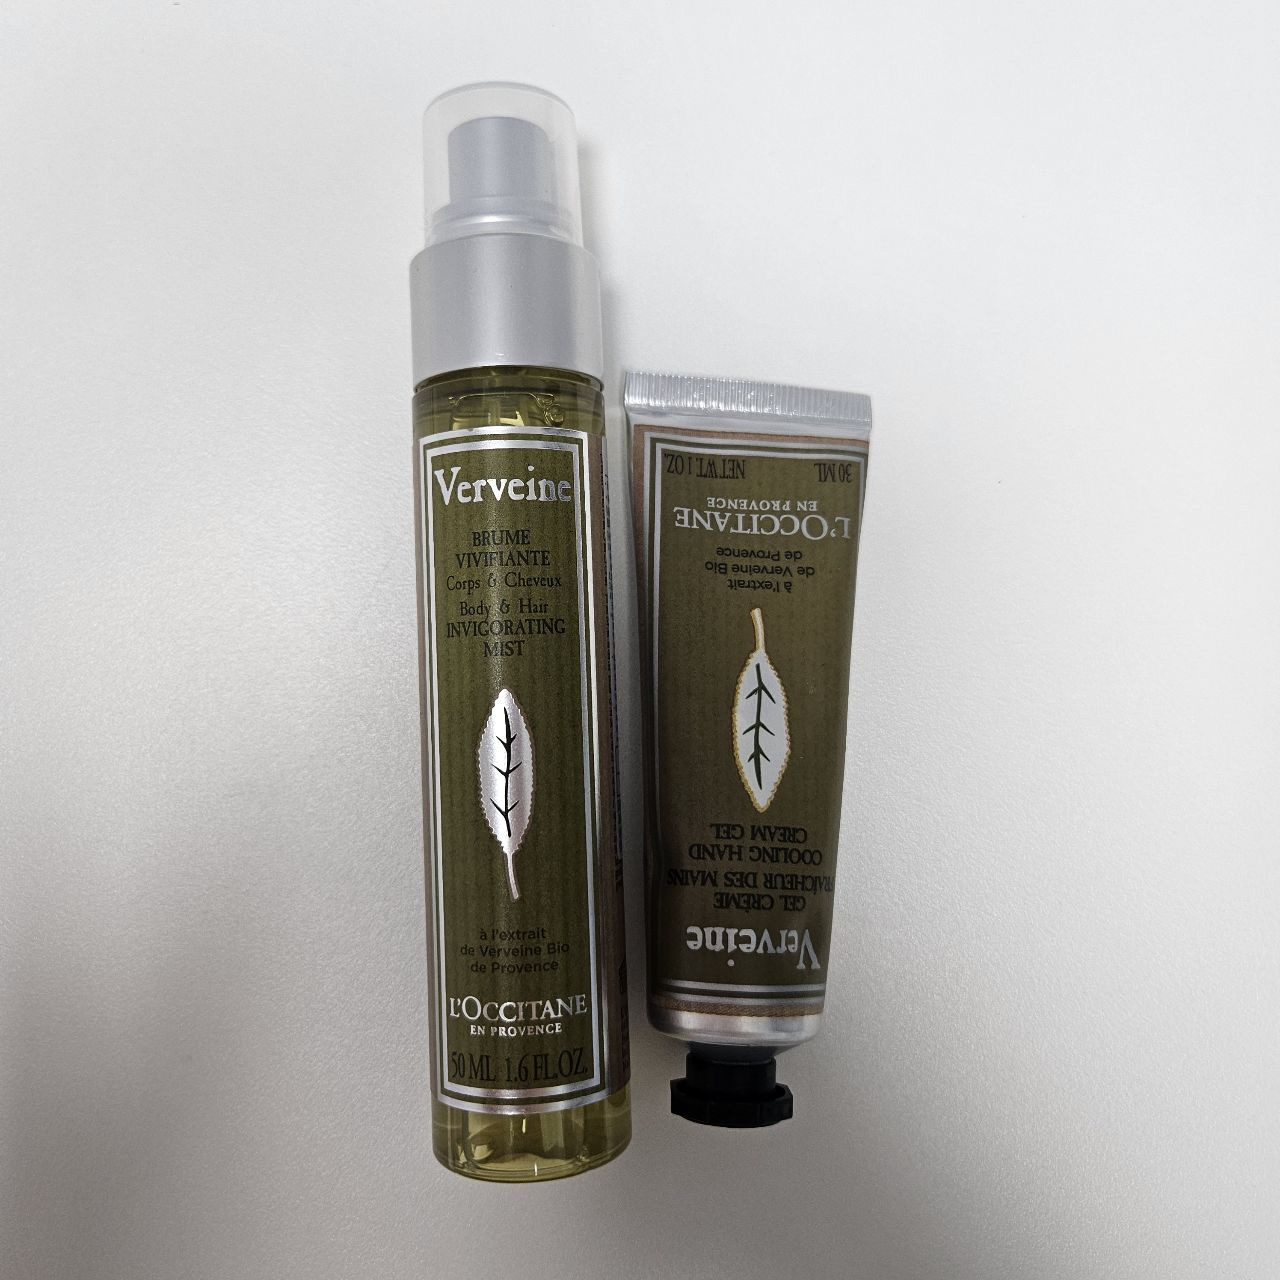 Verveine
BRUME
VIVIFIANTE
Corps & Cheveux
Body & Hair
INVIGORATING
MIST
à l'extrait
de Verveine Bio
de Provence
L'OCCITANE
EN PROVENCE
50 ML 1.6 FL.OZ.
Verveine
GEL CRÈME
FRAÎCHEUR DES MAINS
COOLING HAND
CREAM GEL
à l'extrait
de Verveine Bio
de Provence
L'OCCITANE
EN PROVENCE
30 ML NET WT. 1 OZ.